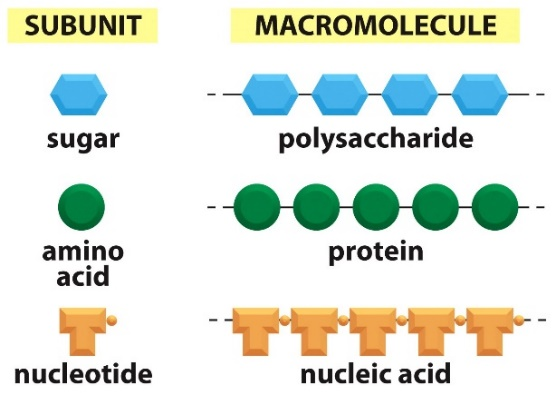 SUBUNIT MACROMOLECULE
sugar polysaccharide
amino
acid
protein
nucleotide nucleic acid